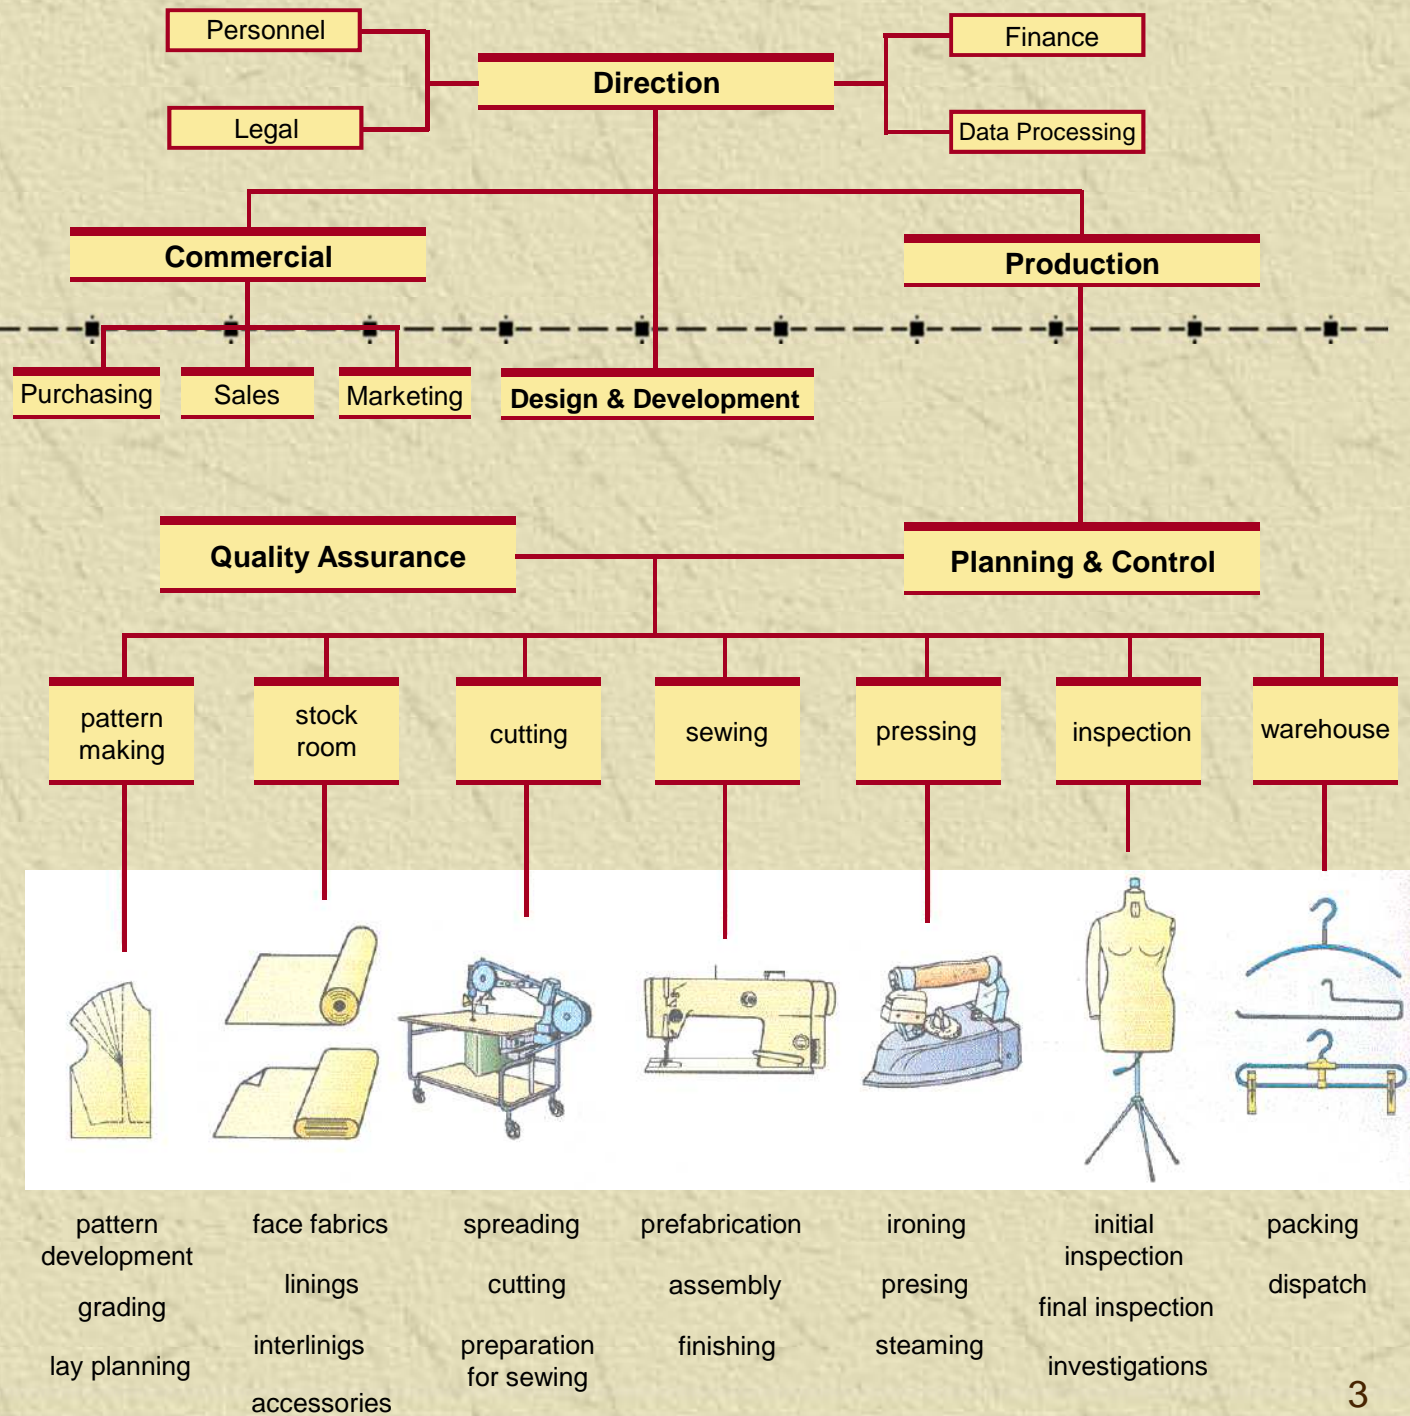 Personnel
Finance
Direction
Legal
Data Processing
Commercial
Production
Purchasing
Sales
Marketing
Design & Development
Quality Assurance
Planning & Control
pattern
making
stock
room
cutting
sewing
pressing
inspection
warehouse
pattern
development
grading
lay planning
face fabrics
linings
interlinigs
accessories
spreading
cutting
preparation
for sewing
prefabrication
assembly
finishing
ironing
presing
steaming
initial
inspection
final inspection
investigations
packing
dispatch
3